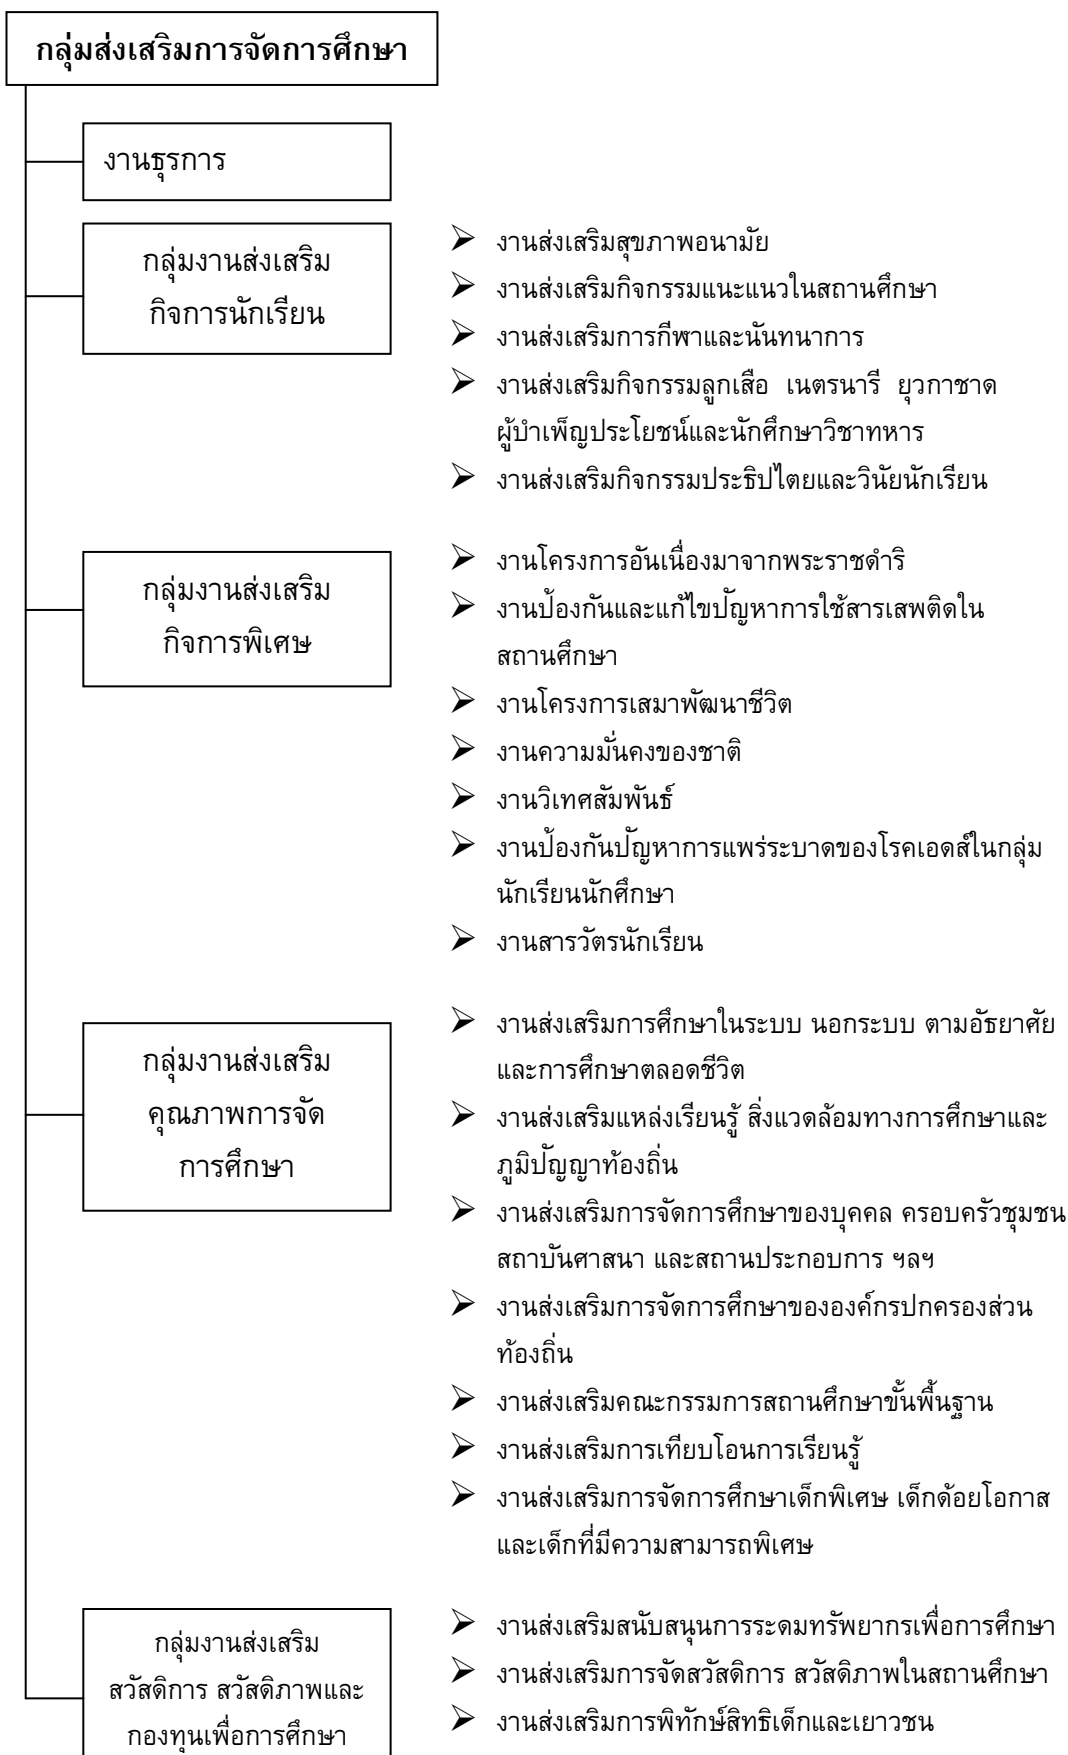 กลุ่มส่งเสริมการจัดการศึกษา
งานธุรการ
กลุ่มงานส่งเสริม
กิจการนักเรียน
งานส่งเสริมสุขภาพอนามัย
งานส่งเสริมกิจกรรมแนะแนวในสถานศึกษา
งานส่งเสริมการกีฬาและนันทนาการ
งานส่งเสริมกิจกรรมลูกเสือ เนตรนารี ยุวกาชาด
ผู้บำเพ็ญประโยชน์และนักศึกษาวิชาทหาร
งานส่งเสริมกิจกรรมประธิปไตยและวินัยนักเรียน
กลุ่มงานส่งเสริม
กิจการพิเศษ
งานโครงการอันเนื่องมาจากพระราชดำริ
งานป้องกันและแก้ไขปัญหาการใช้สารเสพติดใน
สถานศึกษา
งานโครงการเสมาพัฒนาชีวิต
งานความมั่นคงของชาติ
งานวิเทศสัมพันธ์
งานป้องกันปัญหาการแพร่ระบาดของโรคเอดส์ในกลุ่ม
นักเรียนนักศึกษา
งานสารวัตรนักเรียน
กลุ่มงานส่งเสริม
คุณภาพการจัด
การศึกษา
งานส่งเสริมการศึกษาในระบบ นอกระบบ ตามอัธยาศัย
และการศึกษาตลอดชีวิต
งานส่งเสริมแหล่งเรียนรู้ สิ่งแวดล้อมทางการศึกษาและ
ภูมิปัญญาท้องถิ่น
งานส่งเสริมการจัดการศึกษาของบุคคล ครอบครัวชุมชน
สถาบันศาสนา และสถานประกอบการ ฯลฯ
งานส่งเสริมการจัดการศึกษาขององค์กรปกครองส่วน
ท้องถิ่น
งานส่งเสริมคณะกรรมการสถานศึกษาขั้นพื้นฐาน
งานส่งเสริมการเทียบโอนการเรียนรู้
งานส่งเสริมการจัดการศึกษาเด็กพิเศษ เด็กด้อยโอกาส
และเด็กที่มีความสามารถพิเศษ
กลุ่มงานส่งเสริม
สวัสดิการ สวัสดิภาพและ
กองทุนเพื่อการศึกษา
งานส่งเสริมสนับสนุนการระดมทรัพยากรเพื่อการศึกษา
งานส่งเสริมการจัดสวัสดิการ สวัสดิภาพในสถานศึกษา
งานส่งเสริมการพิทักษ์สิทธิเด็กและเยาวชน